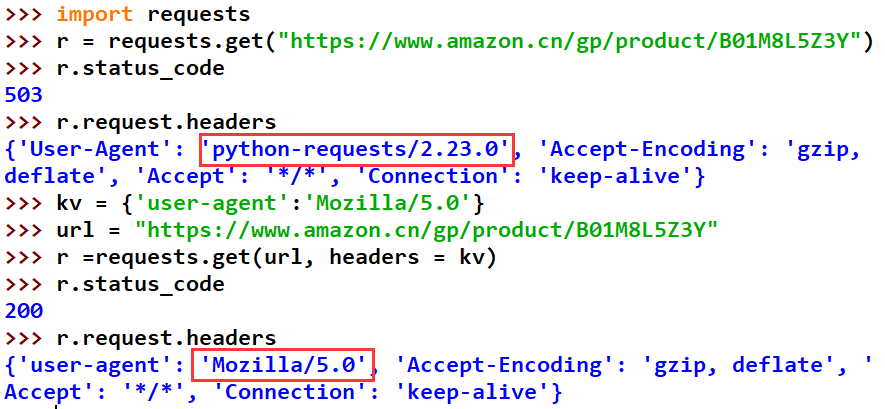 >>> import requests
>>> r = requests.get("https://www.amazon.cn/gp/product/B01M8L5Z3Y")
>>> r.status_code
503
>>> r.request.headers
{'User-Agent': 'python-requests/2.23.0', 'Accept-Encoding': 'gzip,
deflate', 'Accept': '*/*', 'Connection': 'keep-alive'}
>>> kv = {'user-agent':'Mozilla/5.0'}
>>> url = "https://www.amazon.cn/gp/product/B01M8L5Z3Y"
>>> r =requests.get(url, headers = kv)
>>> r.status_code
200
>>> r.request.headers
{'user-agent': 'Mozilla/5.0', 'Accept-Encoding': 'gzip, deflate', '
Accept': '*/*', 'Connection': 'keep-alive'}